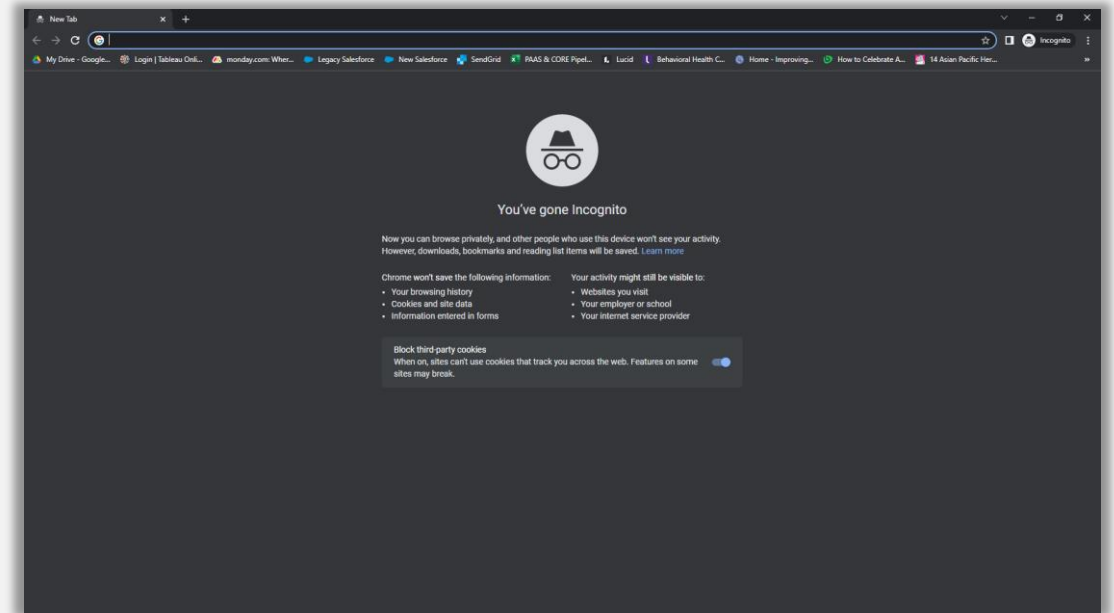 New Tab
Incognito
My Drive - Google... Login | Tableau Onli... monday.com: Wher... Legacy Salesforce New Salesforce SendGrid PAAS & CORE Pipel... Lucid Behavioral Health C... Home - Improving... How to Celebrate A... 14 Asian Pacific Her... »
You've gone Incognito
Now you can browse privately, and other people who use this device won't see your activity.
However, downloads, bookmarks and reading list items will be saved. Learn more
Chrome won't save the following information:
• Your browsing history
• Cookies and site data
• Information entered in forms
Your activity might still be visible to:
• Websites you visit
• Your employer or school
• Your internet service provider
Block third-party cookies
When on, sites can't use cookies that track you across the web. Features on some
sites may break.